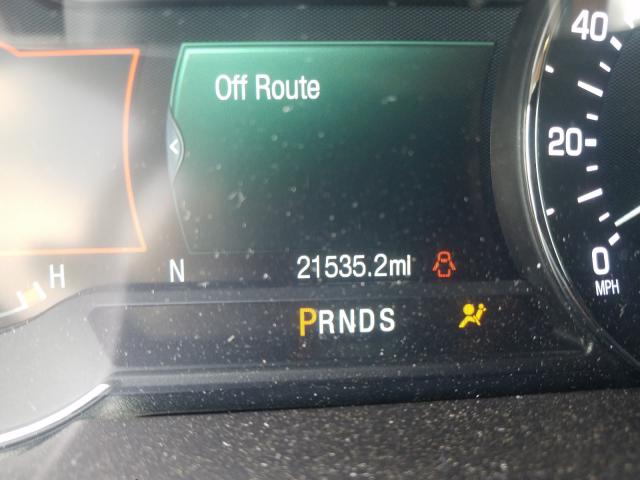 Off Route
40
20
0
MPH
H
N
21535.2mi
PRNDS